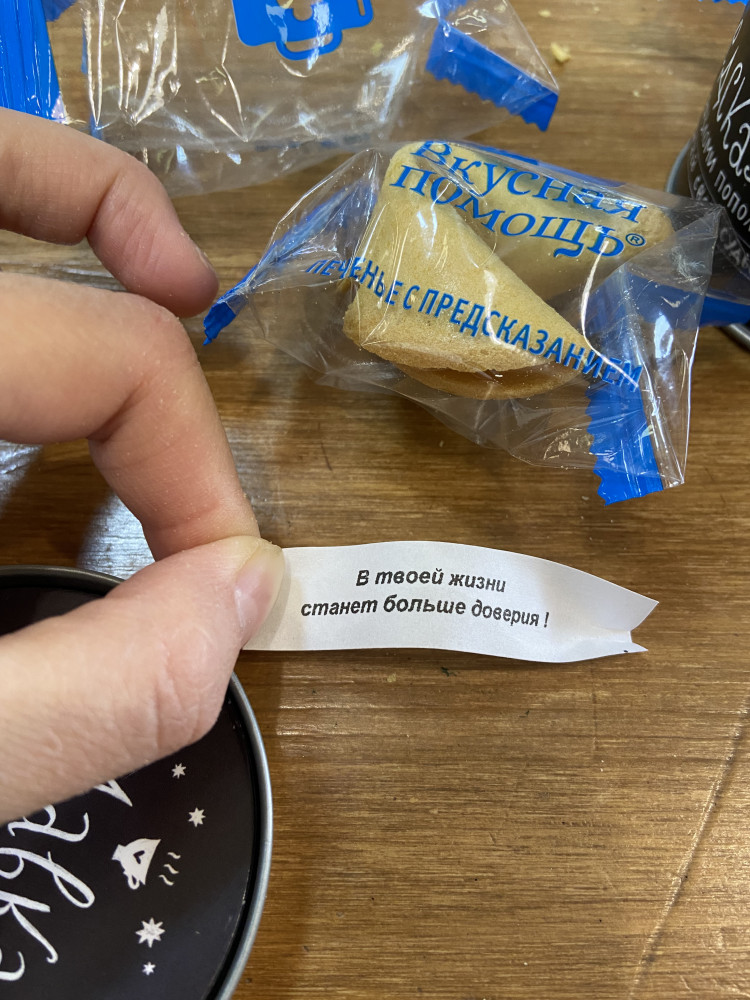 Вкусная
помощь®
ПЕЧЕНЬЕ С ПРЕДСКАЗАНИЕМ
В твоей жизни
станет больше доверия !